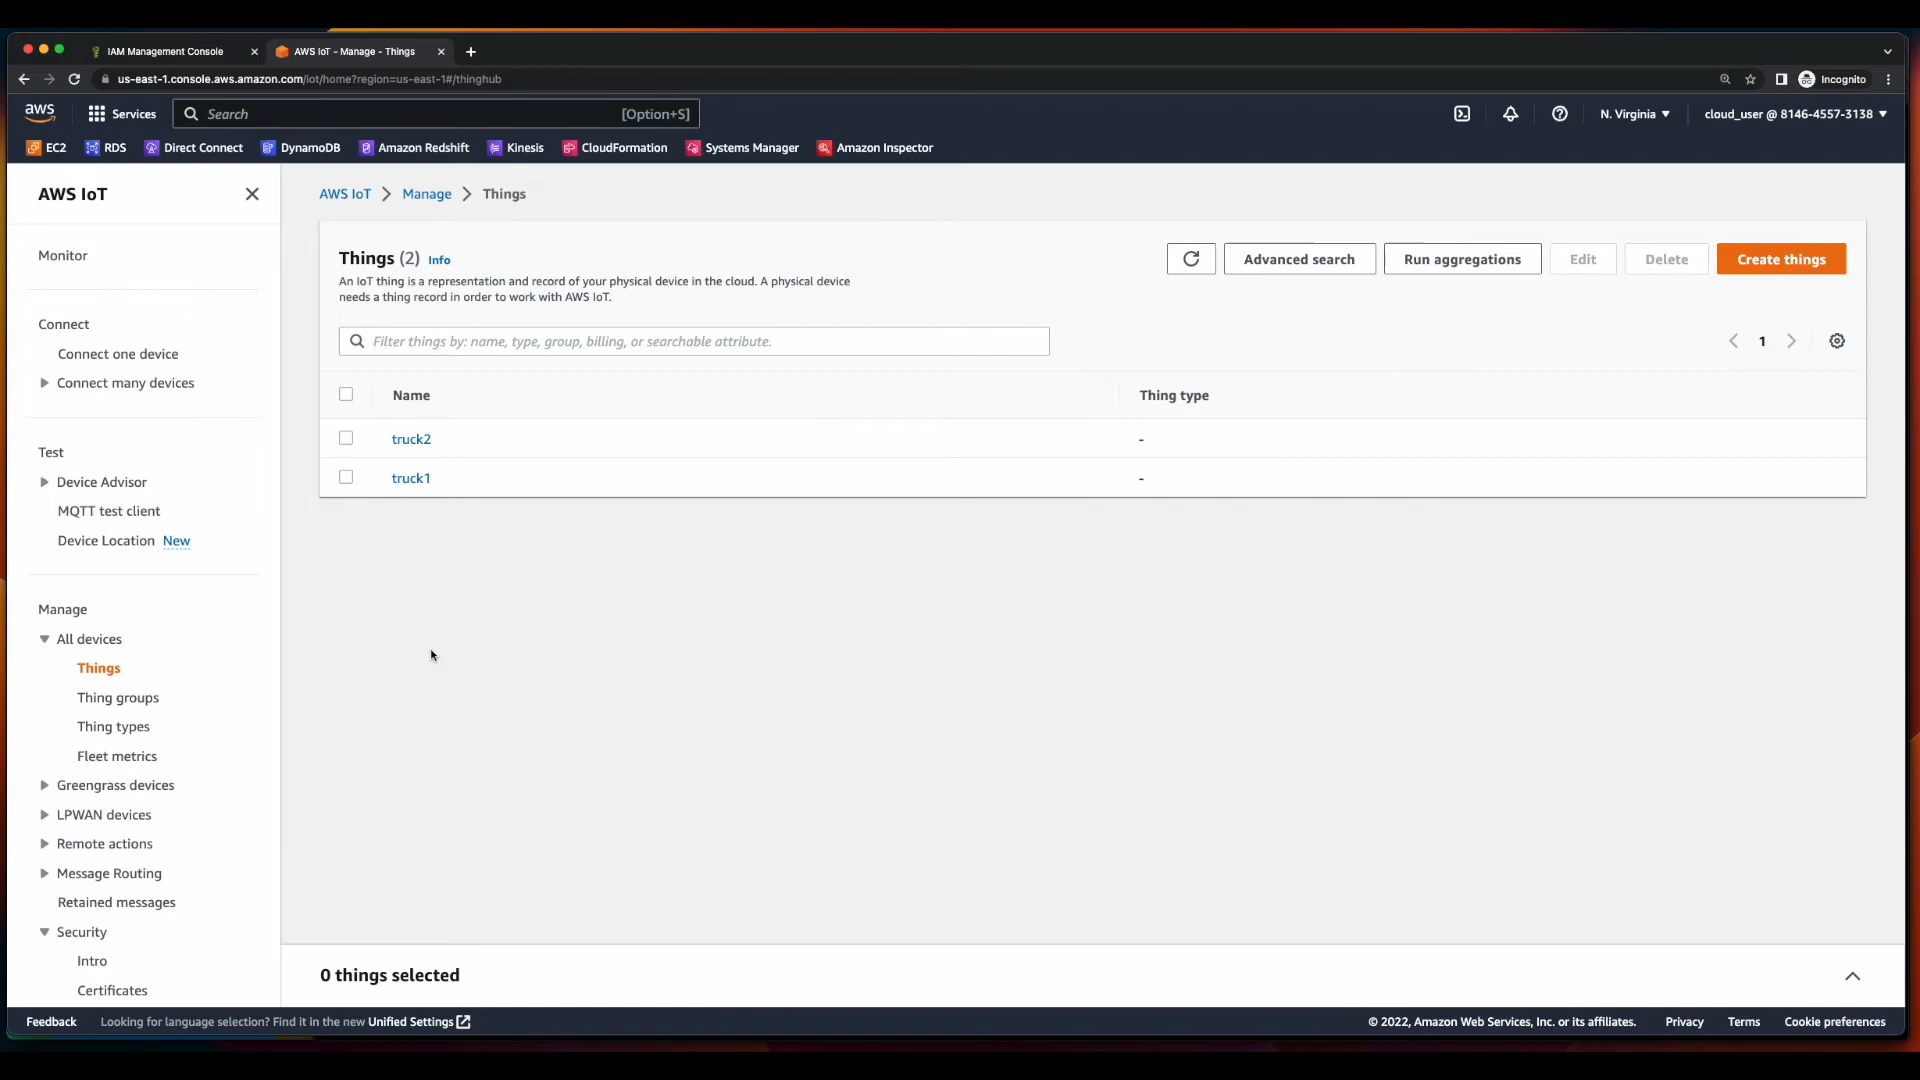 IAM Management Console
AWS IoT - Manage - Things
us-east-1.console.aws.amazon.com/iot/home?region=us-east-1#/thinghub
Incognito
aws
Services
Search
[Option+S]
N. Virginia
cloud_user @ 8146-4557-3138
EC2
RDS
Direct Connect
DynamoDB
Amazon Redshift
Kinesis
CloudFormation
Systems Manager
Amazon Inspector
AWS IoT
Monitor
Connect
Connect one device
Connect many devices
Test
Device Advisor
MQTT test client
Device Location New
Manage
All devices
Things
Thing groups
Thing types
Fleet metrics
Greengrass devices
LPWAN devices
Remote actions
Message Routing
Retained messages
Security
Intro
Certificates
AWS IoT > Manage > Things
Things (2) Info
An IoT thing is a representation and record of your physical device in the cloud. A physical device
needs a thing record in order to work with AWS IoT.
Advanced search
Run aggregations
Edit
Delete
Create things
Filter things by: name, type, group, billing, or searchable attribute.
1
Name
Thing type
truck2
-
truck1
-
0 things selected
Feedback
Looking for language selection? Find it in the new Unified Settings
© 2022, Amazon Web Services, Inc. or its affiliates.
Privacy
Terms
Cookie preferences